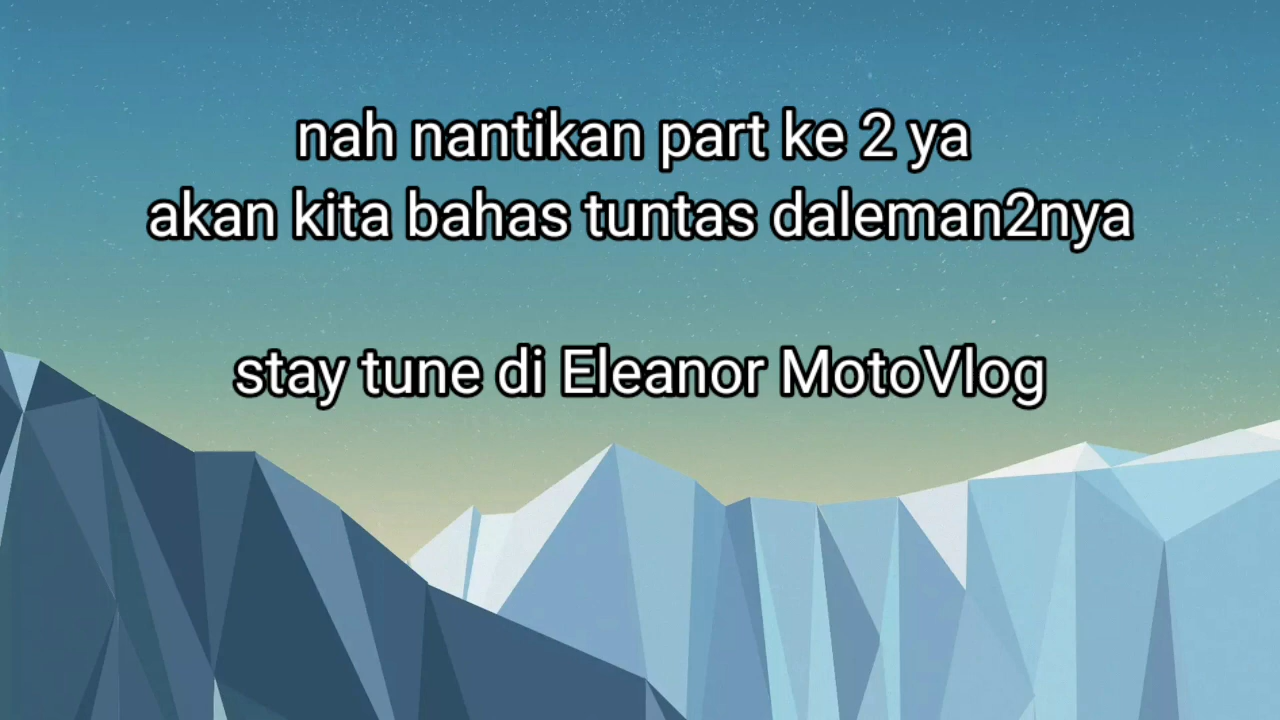 nah nantikan part ke 2 ya
akan kita bahas tuntas daleman2nya
stay tune di Eleanor MotoVlog